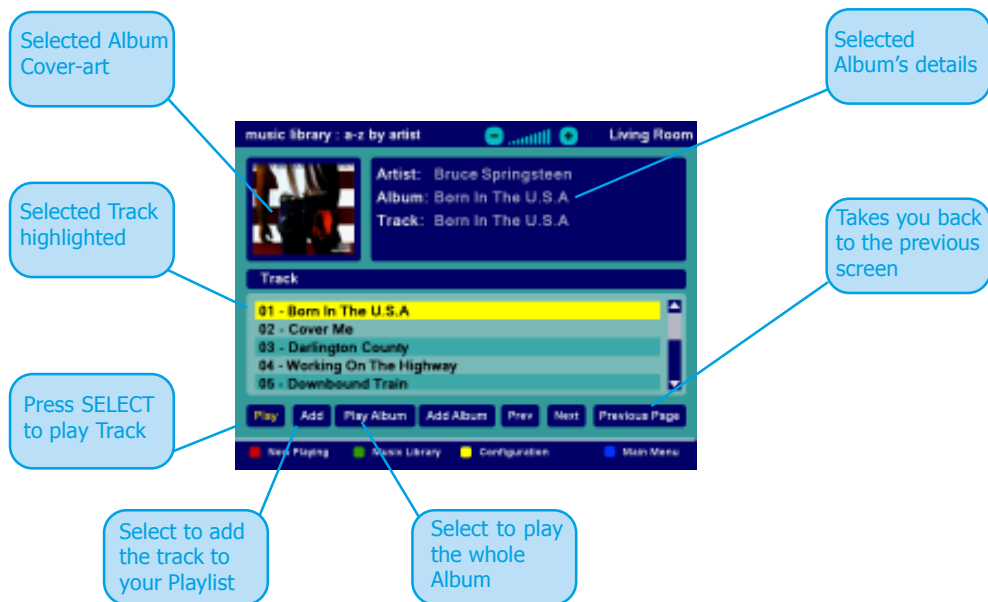 Selected Album
Cover-art
Selected
Album's details
music library : a-z by artist
Living Room
Artist: Bruce Springsteen
Album: Born In The U.S.A
Track: Born In The U.S.A
Selected Track
highlighted
Takes you back
to the previous
screen
Track
01 - Born In The U.S.A
02 - Cover Me
03 - Darlington County
04 - Working On The Highway
05 - Downbound Train
Press SELECT
to play Track
Play Add Play Album Add Album Prev Next Previous Page
Now Playing Music Library Configuration Main Menu
Select to add
the track to
your Playlist
Select to play
the whole
Album